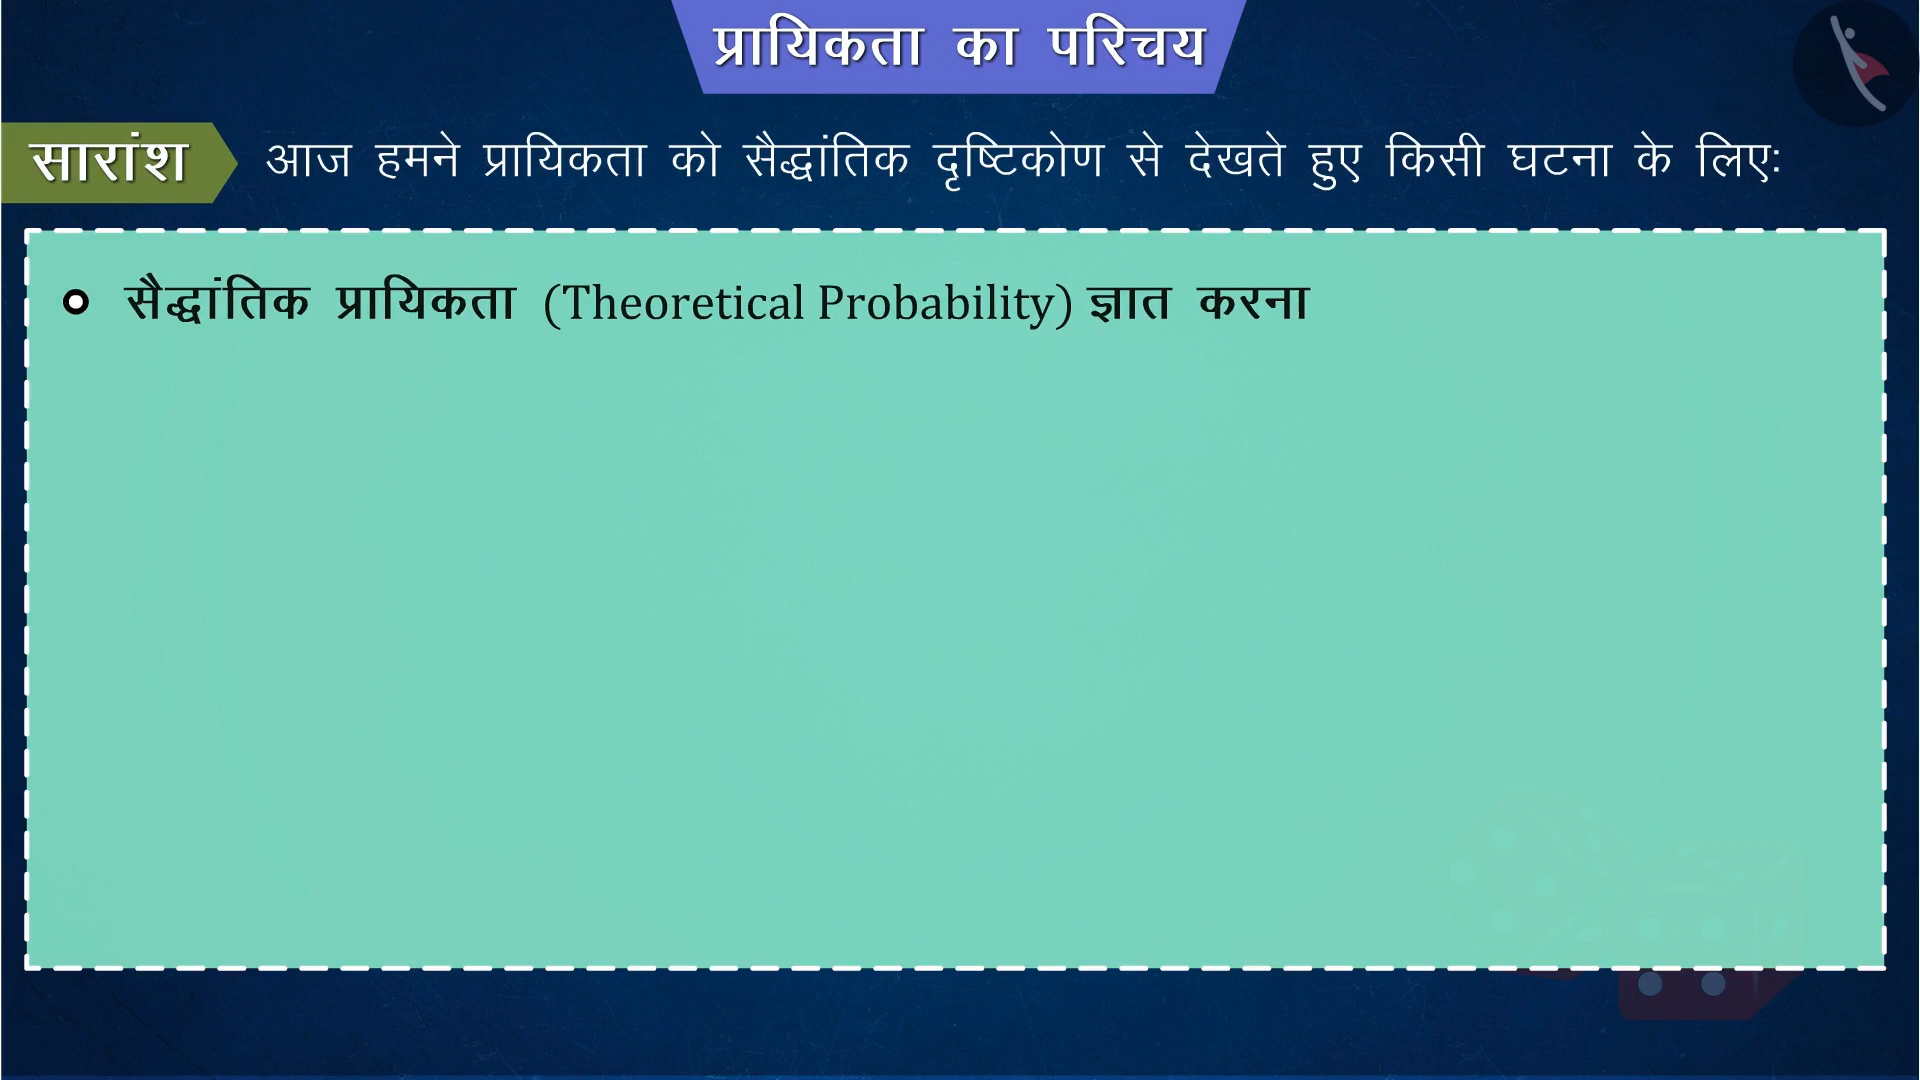 प्रायिकता का परिचय
सारांश आज हमने प्रायिकता को सैद्धांतिक दृष्टिकोण से देखते हुए किसी घटना के लिए:
सैद्धांतिक प्रायिकता (Theoretical Probability) ज्ञात करना